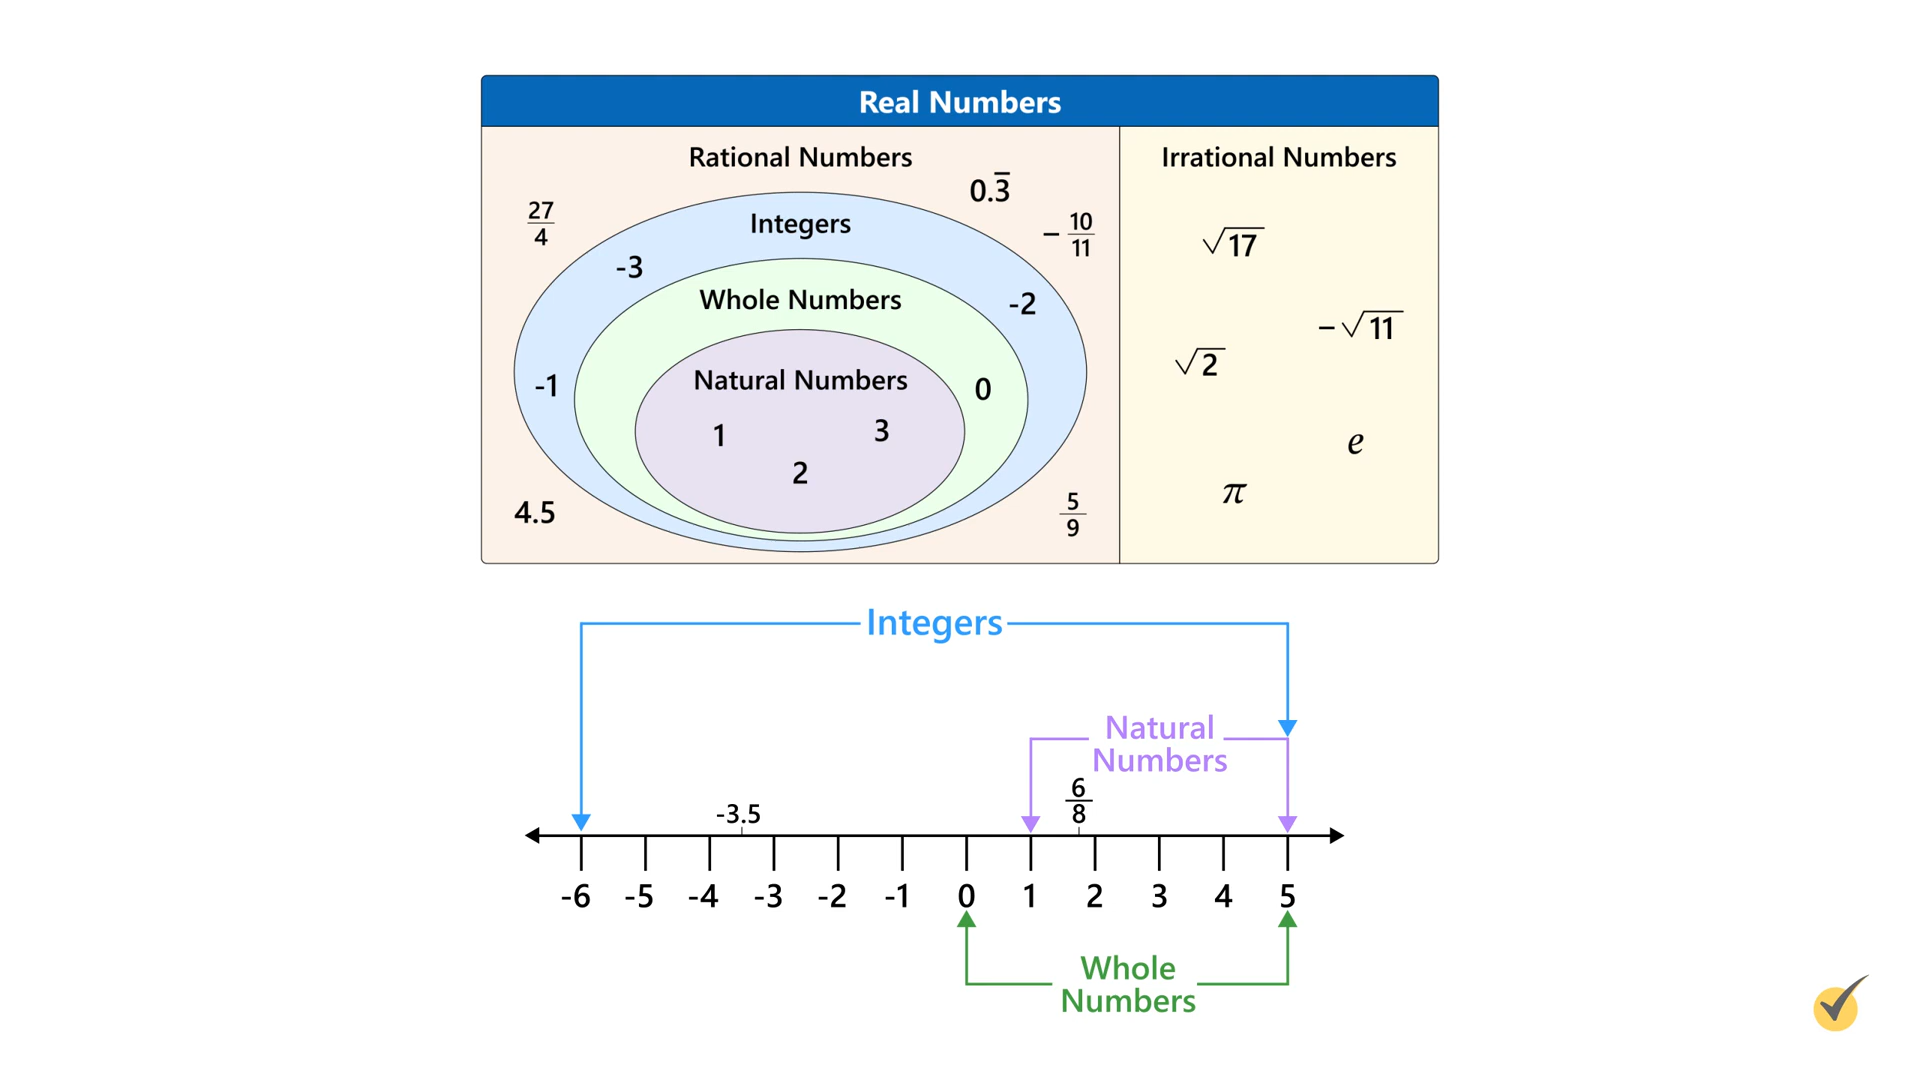 Real Numbers
Rational Numbers
Irrational Numbers
0.3̅
27/4
Integers
- 10/11
√17
-3
Whole Numbers
-2
-√11
√2
Natural Numbers
-1
0
1
3
e
2
π
4.5
5/9
Integers
Natural
Numbers
-3.5
6/8
-6 -5 -4 -3 -2 -1 0 1 2 3 4 5
Whole
Numbers